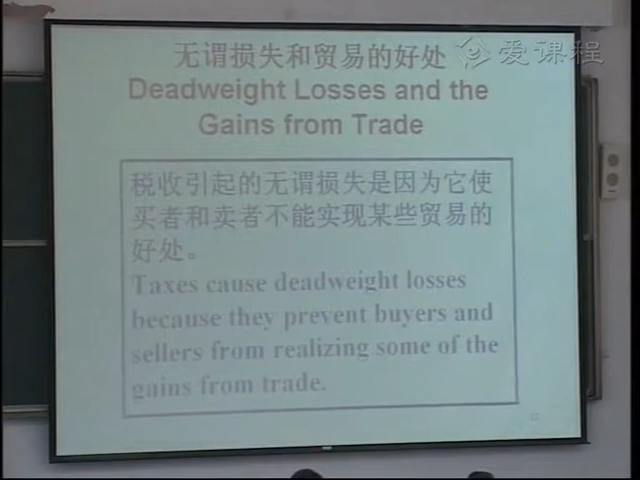 无谓损失和贸易的好处
爱课程
Deadweight Losses and the
Gains from Trade
税收引起的无谓损失是因为它使
买者和卖者不能实现某些贸易的
好处。
Taxes cause deadweight losses
because they prevent buyers and
sellers from realizing some of the
gains from trade.